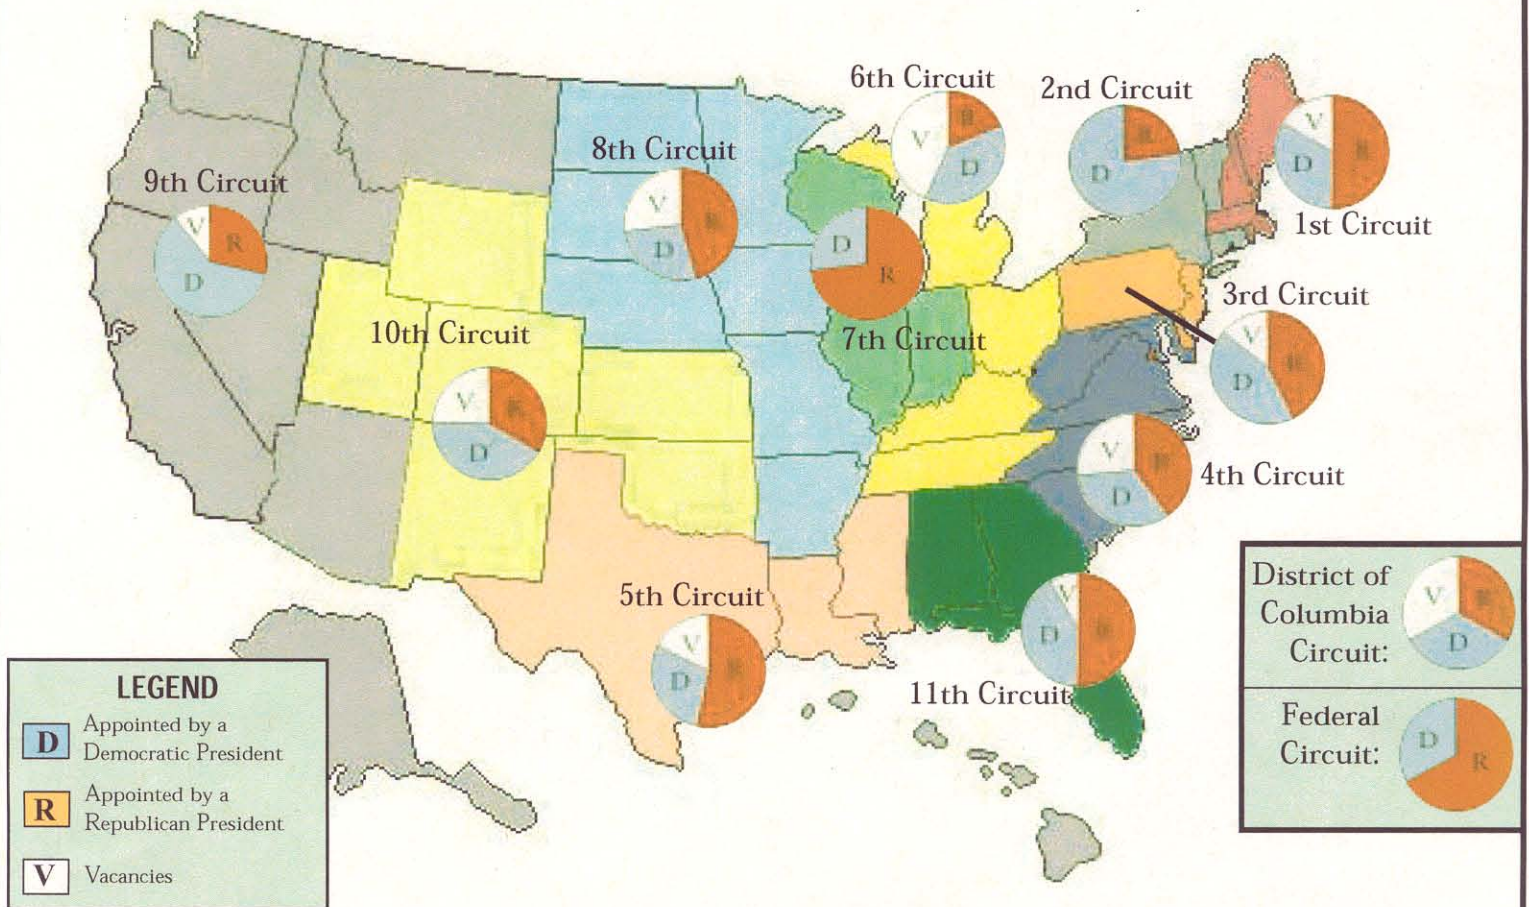 6th Circuit
V
R
D
2nd Circuit
R
D
V
R
D
1st Circuit
8th Circuit
V
R
D
9th Circuit
V
R
D
D
R
7th Circuit
3rd Circuit
V
R
D
10th Circuit
V
R
D
V
R
D
4th Circuit
5th Circuit
V
R
D
V
R
D
11th Circuit
District of
Columbia
Circuit:
V
R
D
Federal
Circuit:
D
R
LEGEND
D
Appointed by a
Democratic President
R
Appointed by a
Republican President
V
Vacancies